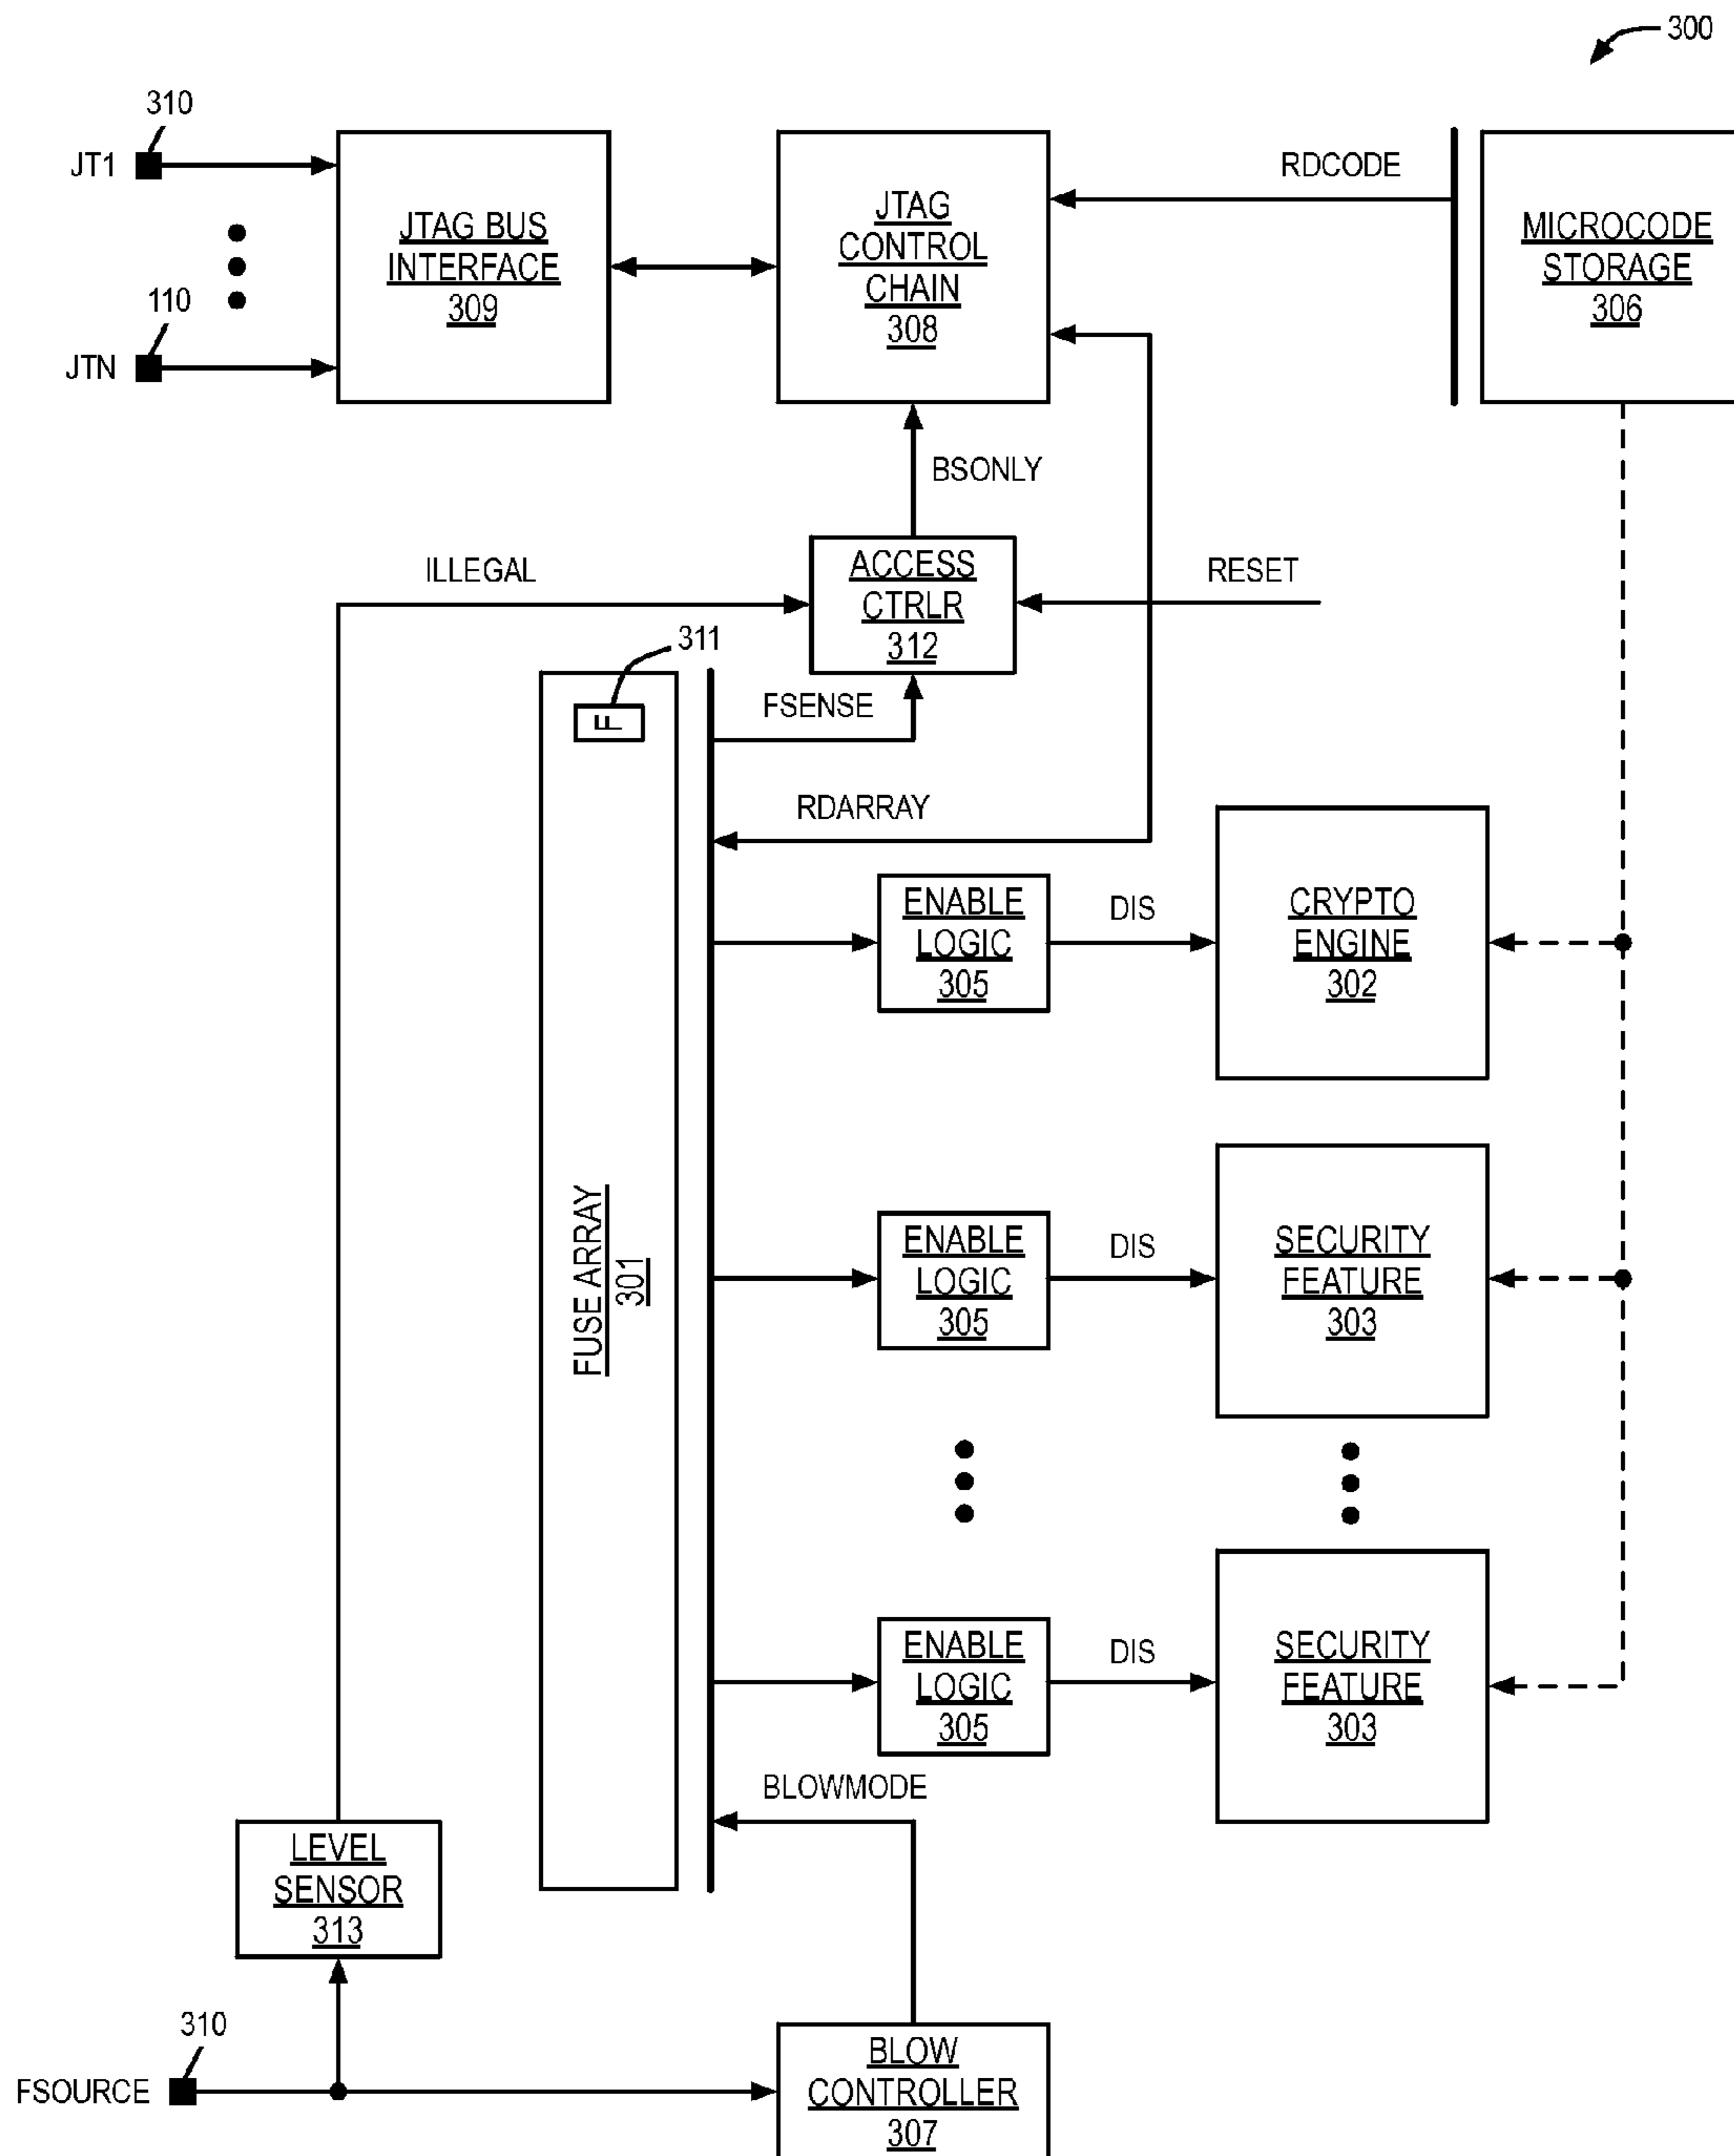 300
310
JT1
JTAG BUS
INTERFACE
309
JTAG
CONTROL
CHAIN
308
RDCODE
MICROCODE
STORAGE
306
110
JTN
BSONLY
ILLEGAL
ACCESS
CTRLR
312
RESET
311
F
FSENSE
RDARRAY
ENABLE
LOGIC
305
DIS
CRYPTO
ENGINE
302
FUSE ARRAY
301
ENABLE
LOGIC
305
DIS
SECURITY
FEATURE
303
ENABLE
LOGIC
305
DIS
SECURITY
FEATURE
303
BLOWMODE
LEVEL
SENSOR
313
310
FSOURCE
BLOW
CONTROLLER
307